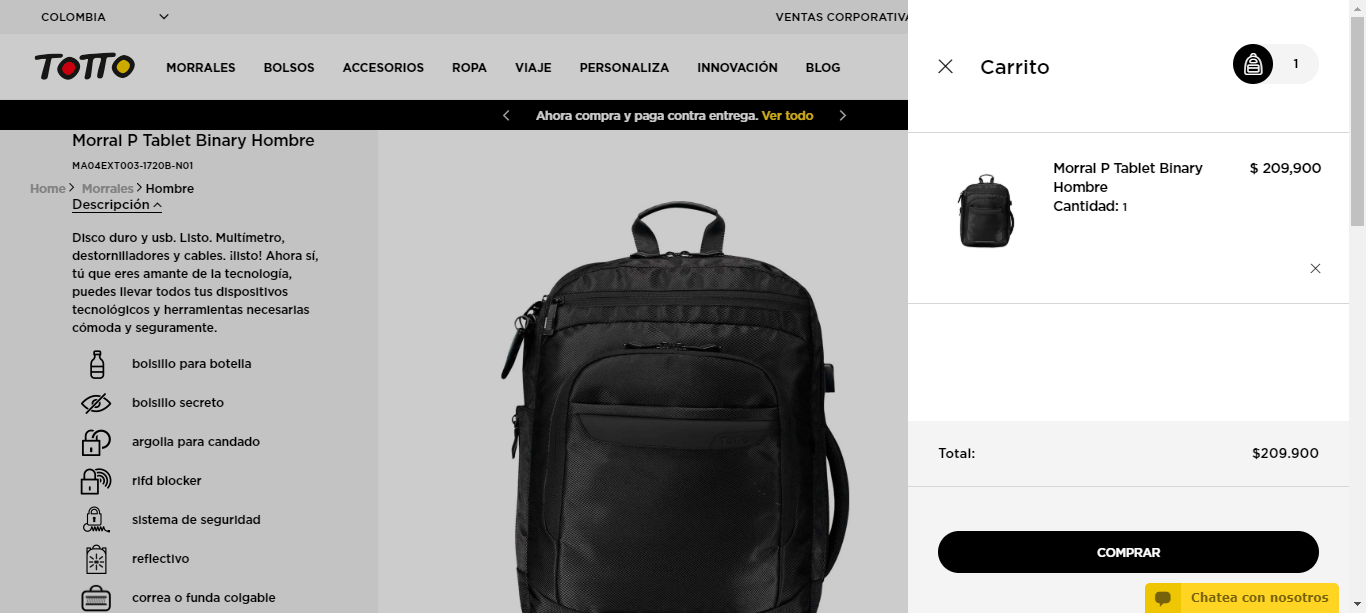 COLOMBIA
VENTAS CORPORATIVA
TOTTO
MORRALES BOLSOS ACCESORIOS ROPA VIAJE PERSONALIZA INNOVACIÓN BLOG
Ahora compra y paga contra entrega. Ver todo
Morral P Tablet Binary Hombre
MA04EXT003-1720B-N01
Home Morrales Hombre
Descripción
Disco duro y usb. Listo. Multímetro,
destornilladores y cables. ¡listo! Ahora sí,
tú que eres amante de la tecnología,
puedes llevar todos tus dispositivos
tecnológicos y herramientas necesarias
cómoda y seguramente.
bolsillo para botella
bolsillo secreto
argolla para candado
rifd blocker
sistema de seguridad
reflectivo
correa o funda colgable
TOTTO
Carrito
1
Morral P Tablet Binary
Hombre
$ 209,900
Cantidad: 1
Total: $209.900
COMPRAR
Chatea con nosotros